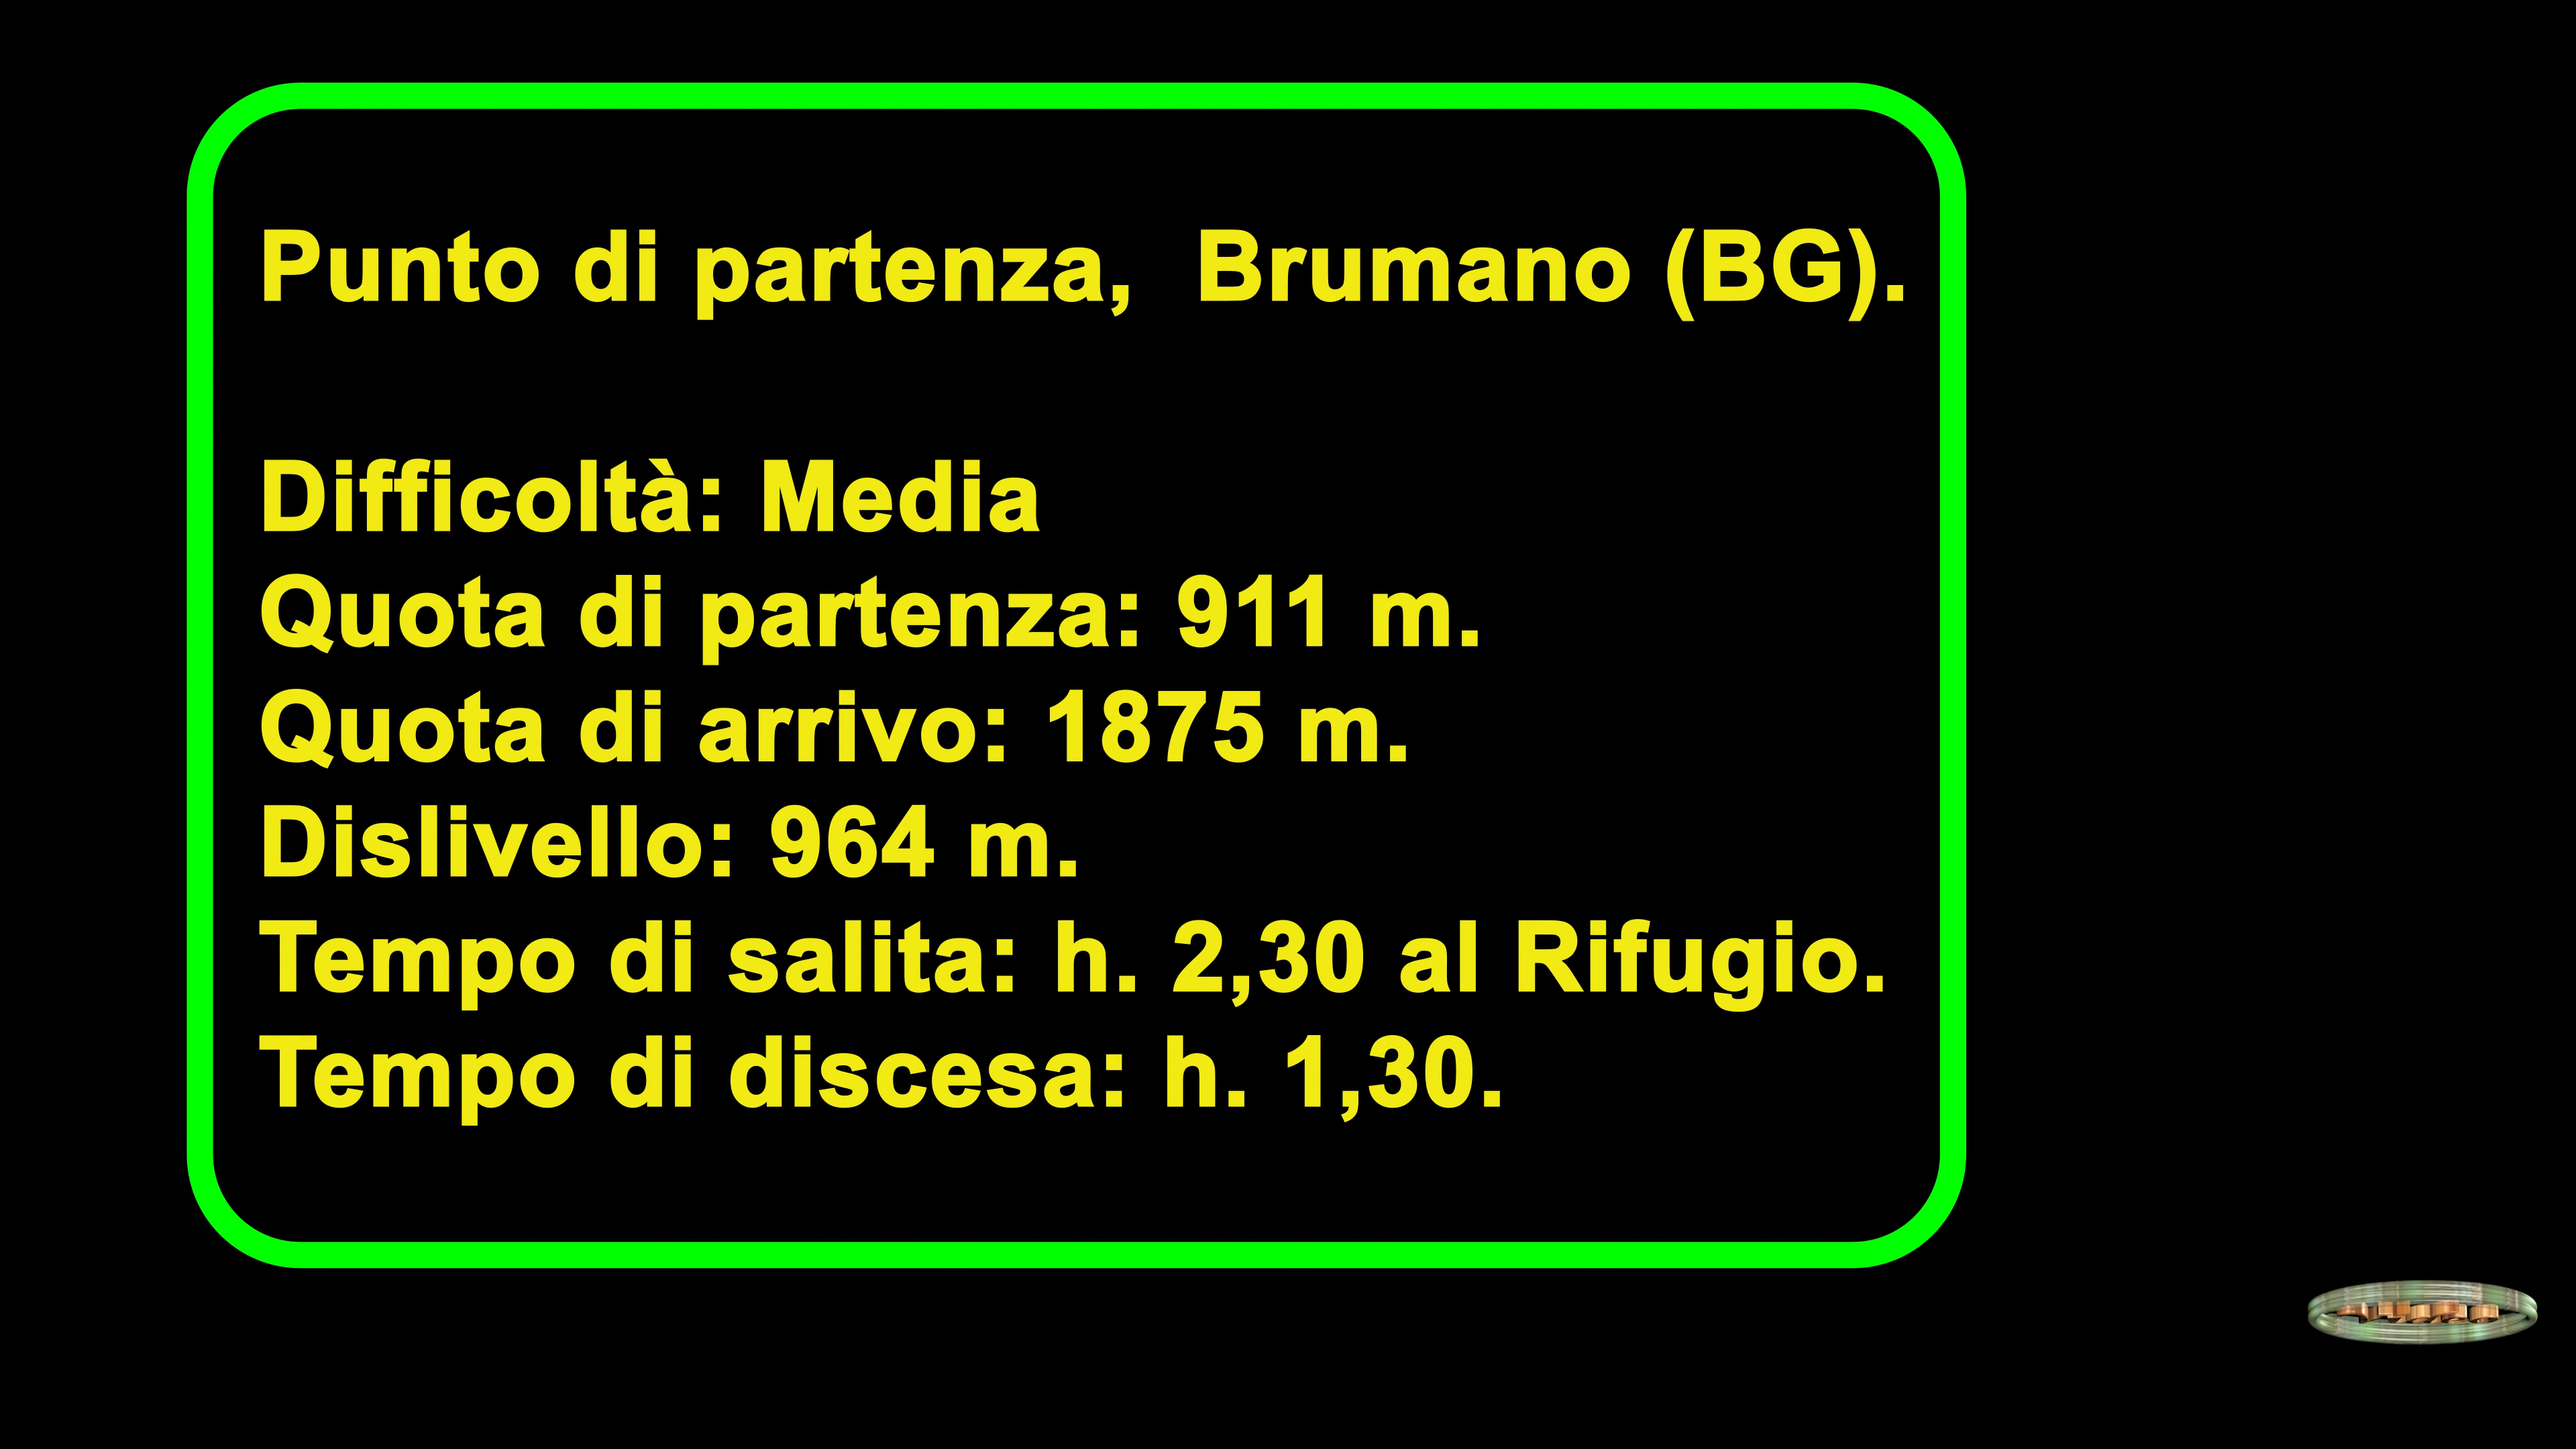 Punto di partenza,  Brumano (BG).
Difficoltà: Media
Quota di partenza: 911 m.
Quota di arrivo: 1875 m.
Dislivello: 964 m.
Tempo di salita: h. 2,30 al Rifugio.
Tempo di discesa: h. 1,30.